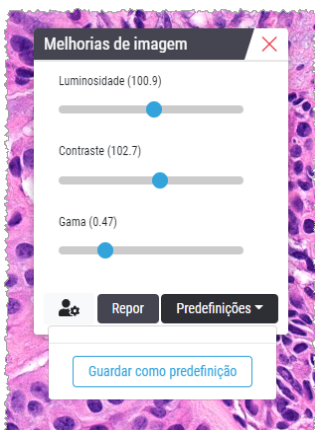 Melhorias de imagem
Luminosidade (100.9)
Contraste (102.7)
Gama (0.47)
Repor Predefinições
Guardar como predefinição